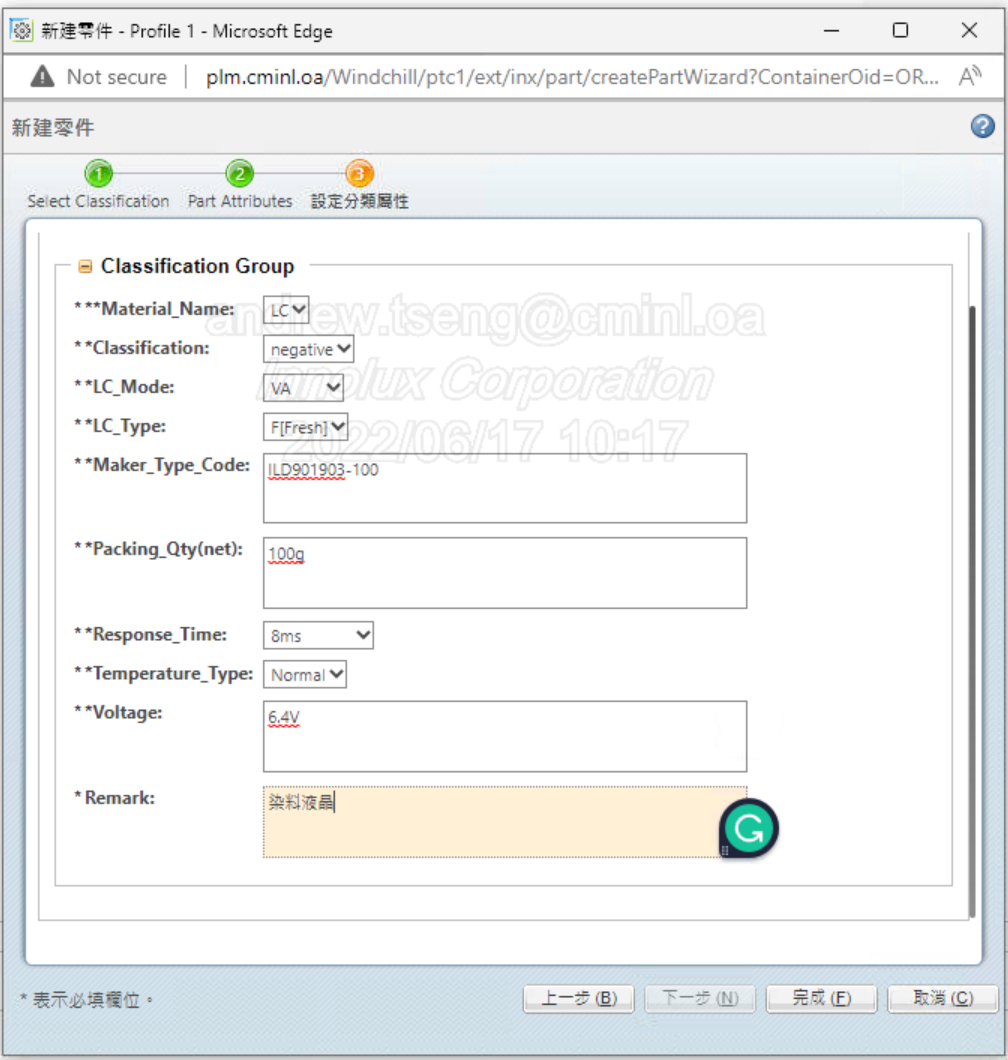 新建零件 - Profile 1 - Microsoft Edge
Not secure | plm.cminl.oa/Windchill/ptc1/ext/inx/part/createPartWizard?ContainerOid=OR...
新建零件
1 2 3
Select Classification Part Attributes 設定分類屬性
Classification Group
***Material_Name: LC
andrew.tseng@cminl.oa
**Classification: negative
Innolux Corporation
**LC_Mode: VA
**LC_Type: F[Fresh]
2022/06/17 10:17
**Maker_Type_Code: ILD901903-100
**Packing_Qty(net): 100g
**Response_Time: 8ms
**Temperature_Type: Normal
**Voltage: 6.4V
*Remark: 染料液晶
* 表示必填欄位。 上一步 (B) 下一步 (N) 完成 (F) 取消 (C)